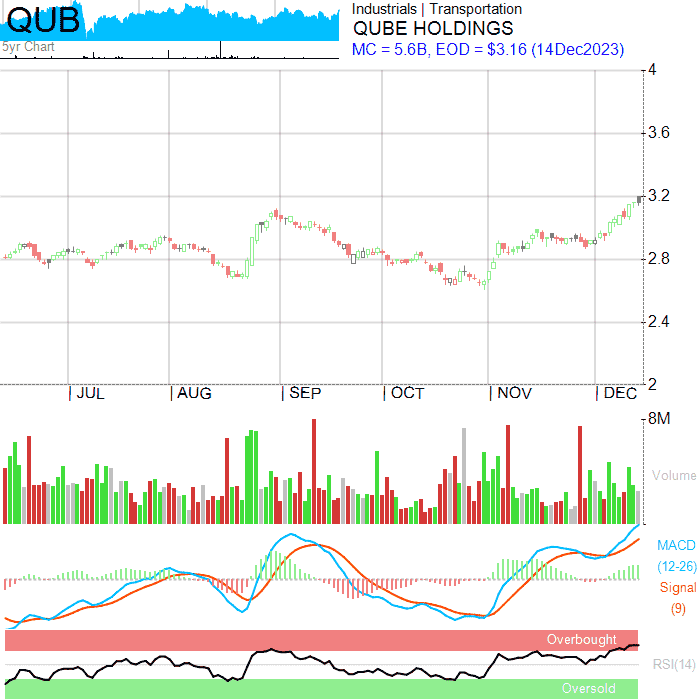 QUB
5yr Chart
Industrials | Transportation
QUBE HOLDINGS
MC = 5.6B, EOD = $3.16 (14Dec2023)
4
3.6
3.2
2.8
2.4
2
JUL AUG SEP OCT NOV DEC
8M
Volume
MACD
(12-26)
Signal
(9)
Overbought
RSI(14)
Oversold